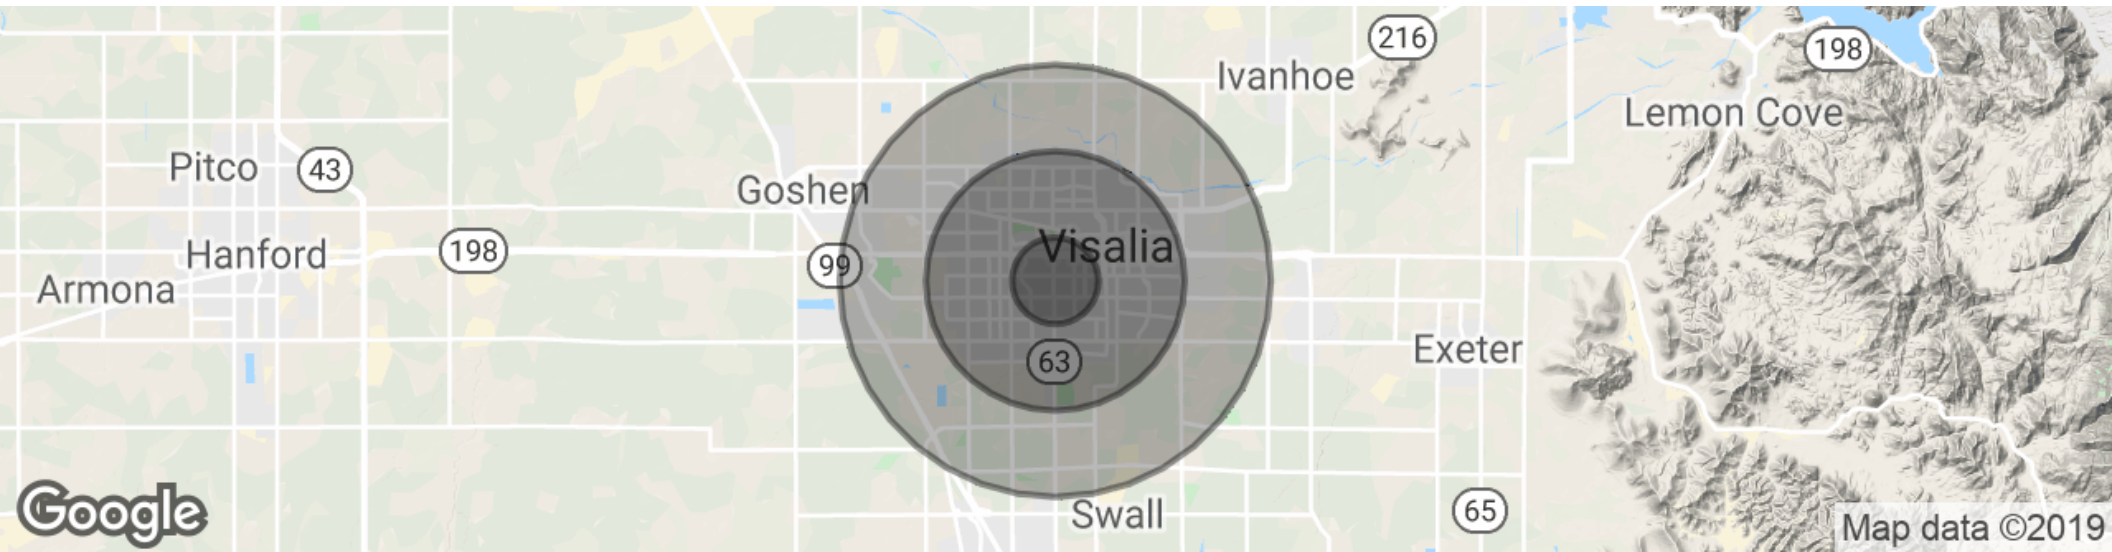 216
198
Ivanhoe
Lemon Cove
Pitco
43
Goshen
Visalia
198
Hanford
99
Armona
63
Exeter
Google
Swall
65
Map data ©2019